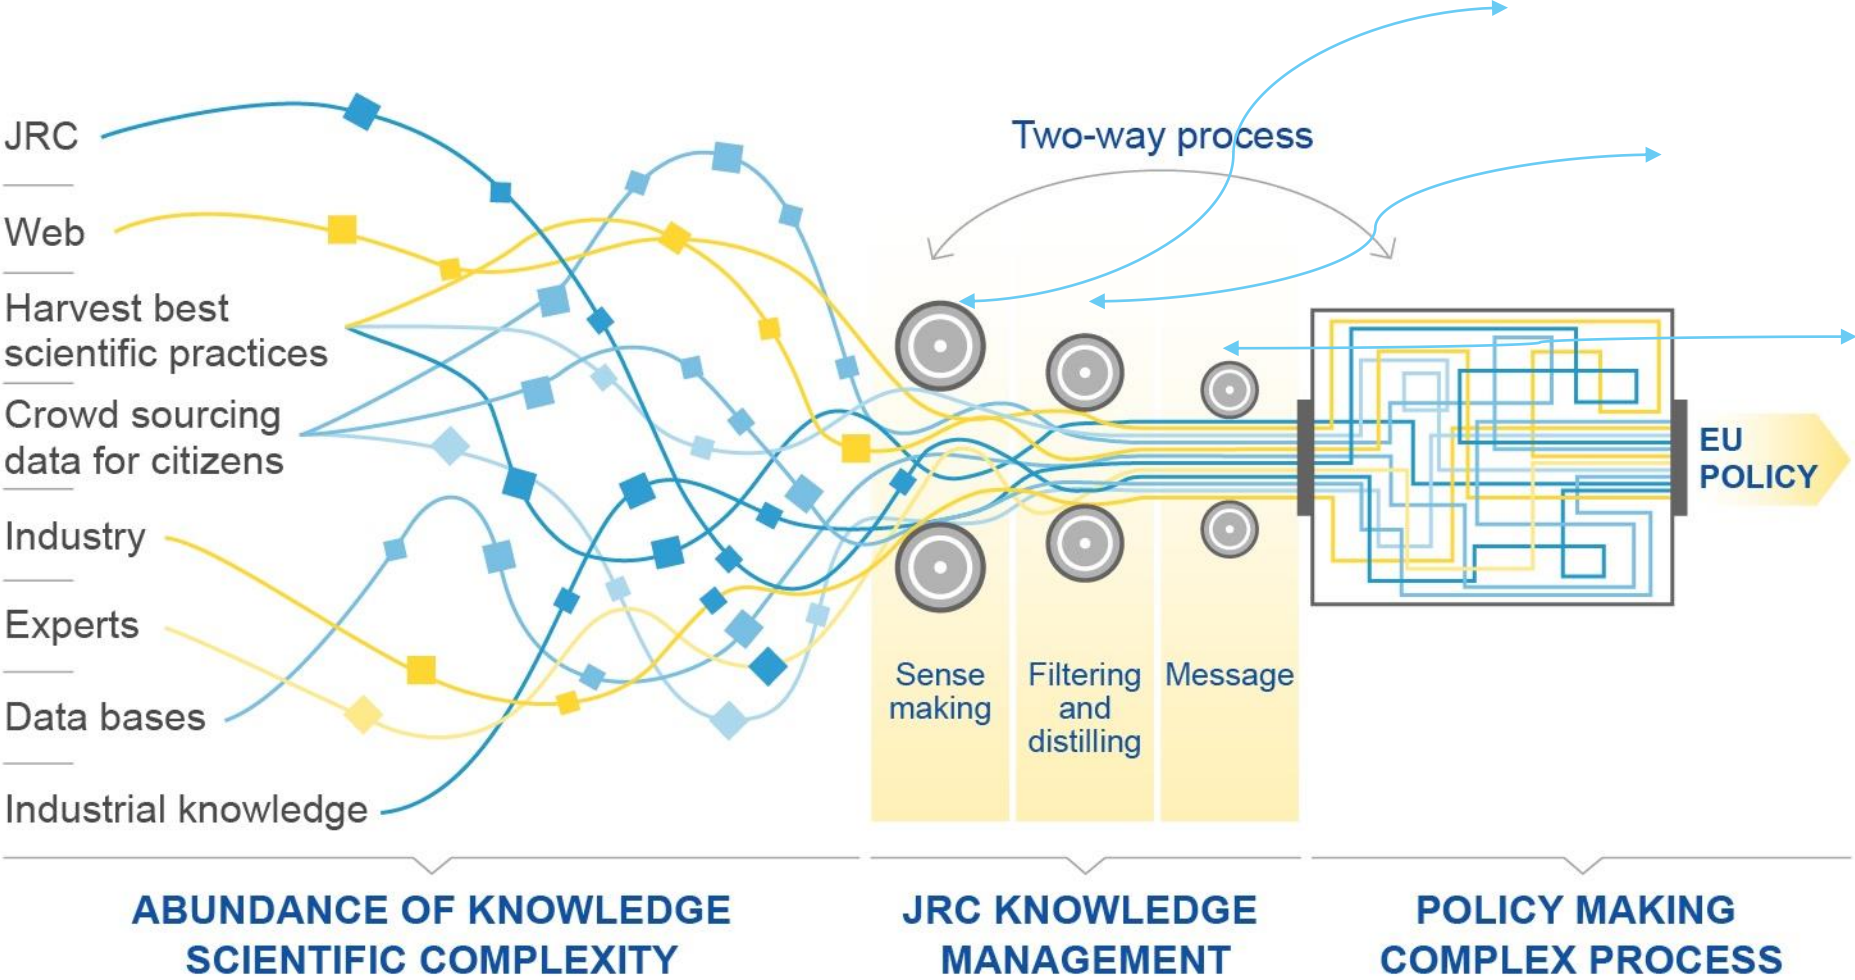 JRC
Web
Harvest best
scientific practices
Crowd sourcing
data for citizens
Industry
Experts
Data bases
Industrial knowledge
Two-way process
Sense
making
Filtering
and
distilling
Message
EU
POLICY
ABUNDANCE OF KNOWLEDGE
SCIENTIFIC COMPLEXITY
JRC KNOWLEDGE
MANAGEMENT
POLICY MAKING
COMPLEX PROCESS